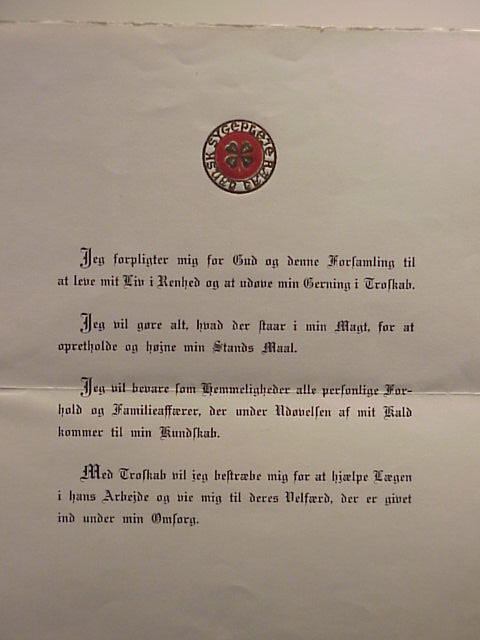 DANSK SYGEPLEJERAAD
Jeg forpligter mig for Gud og denne Forſamling til
at leve mit Liv i Renhed og at udøve min Gerning i Troſkab.
Jeg vil gøre alt, hvad der ſtaar i min Magt, for at
opretholde og højne min Stands Maal.
Jeg vil bevare ſom Hemmeligheder alle perſonlige For-
hold og Familieaffærer, der under Udøvelſen af mit Kald
kommer til min Kundſkab.
Med Troſkab vil jeg beſtræbe mig for at hjælpe Lægen
i hans Arbejde og vie mig til deres Velfærd, der er givet
ind under min Omſorg.